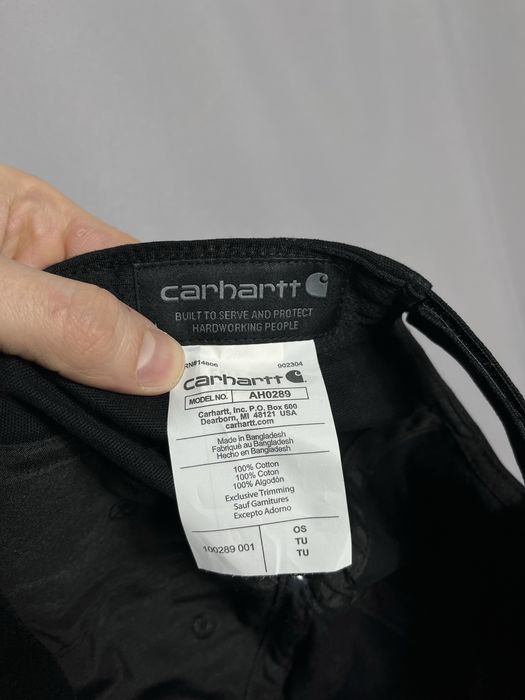 carhartt
BUILT TO SERVE AND PROTECT
HARDWORKING PEOPLE
RN#14806 902304
carhartt
MODEL NO. AH0289
Carhartt, Inc. P.O. Box 600
Dearborn, MI 48121 USA
carhartt.com
Made in Bangladesh
Fabriqué au Bangladesh
Hecho en Bangladesh
100% Cotton
100% Coton
100% Algodón
Exclusive Trimming
Sauf Garnitures
Excepto Adorno
100289 001
OS
TU
TU